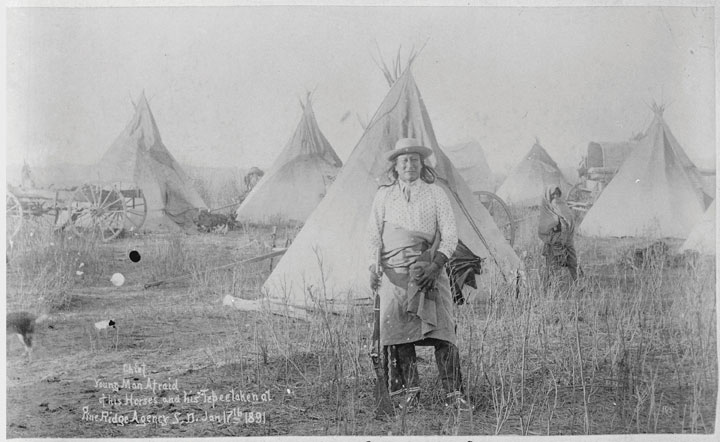 Chief
Young Man Afraid
of his Horses and his Tepee taken at
Pine Ridge Agency S.D. Jan 17th 1891